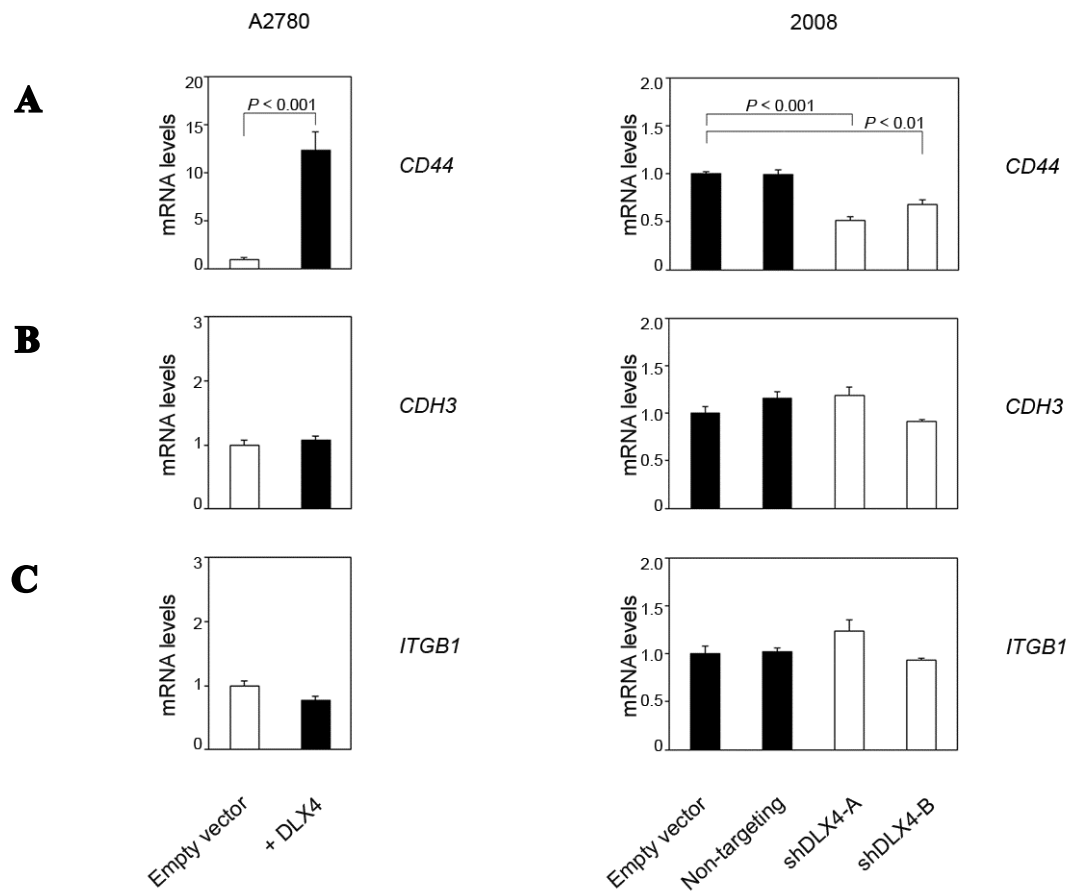 A2780
2008
A
mRNA levels
20
15
10
5
0
P < 0.001
CD44
mRNA levels
2.0
1.5
1.0
0.5
0
P < 0.001
P < 0.01
CD44
B
mRNA levels
3
2
1
0
CDH3
mRNA levels
2.0
1.5
1.0
0.5
0
CDH3
C
mRNA levels
3
2
1
0
ITGB1
mRNA levels
2.0
1.5
1.0
0.5
0
ITGB1
Empty vector
+ DLX4
Empty vector
Non-targeting
shDLX4-A
shDLX4-B